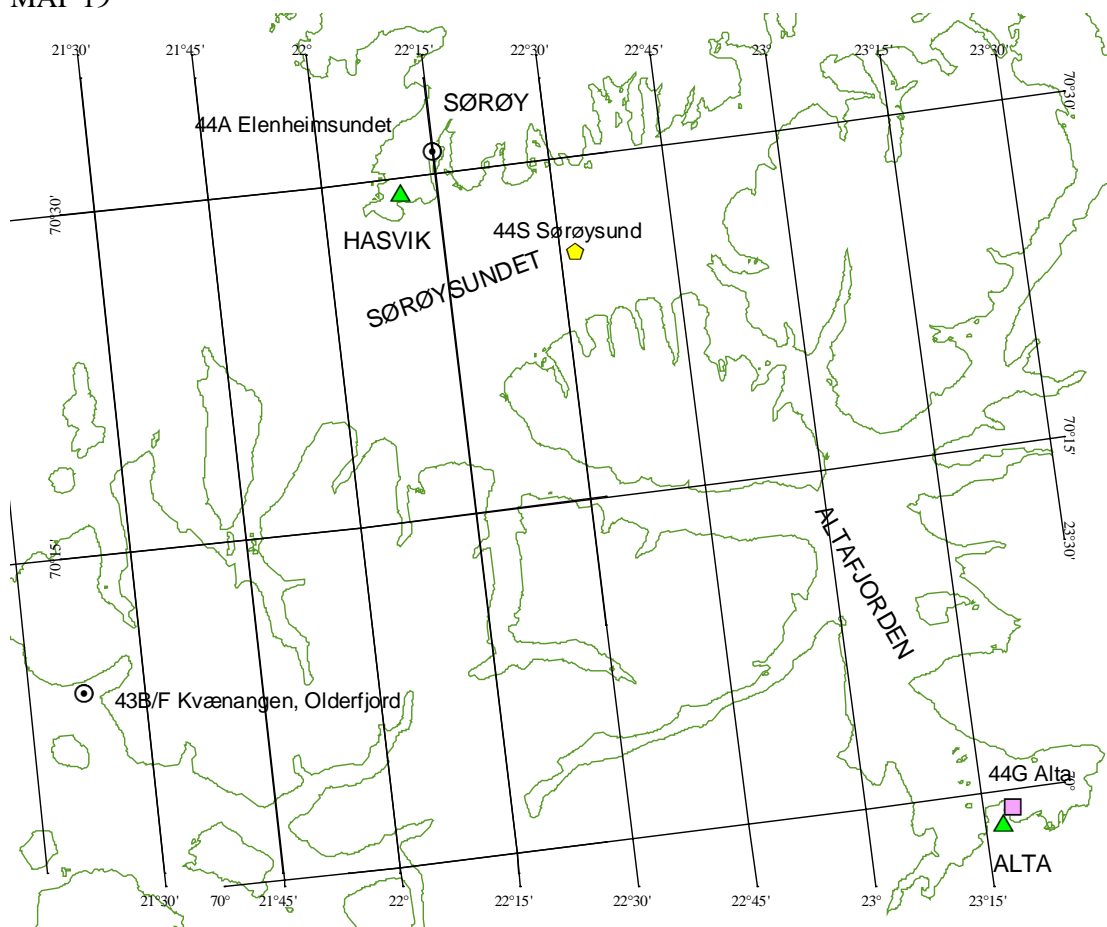 MAP 19
21°30'
21°45'
22°
22°15'
22°30'
22°45'
23°
23°15'
23°30'
70°30'
SØRØY
44A Elenheimsundet
70°30'
HASVIK
44S Sørøysund
SØRØYSUNDET
70°15'
23°30'
70°15'
ALTAFJORDEN
43B/F Kvænangen, Olderfjord
44G Alta
70°
ALTA
21°30'
70°
21°45'
22°
22°15'
22°30'
22°45'
23°
23°15'